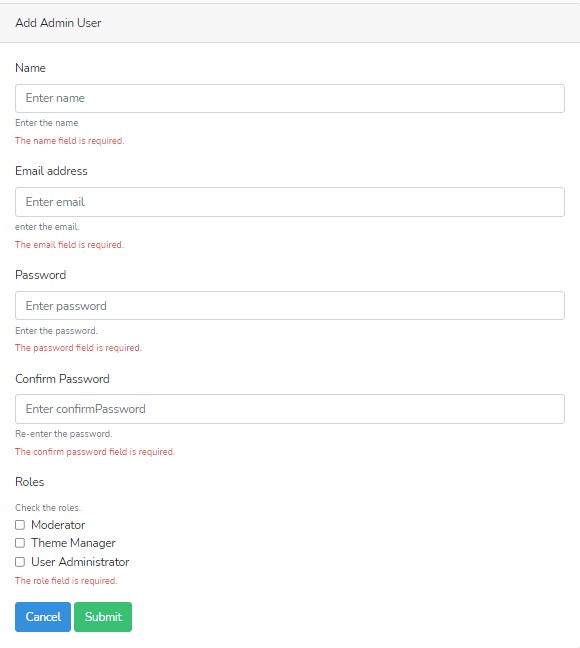 Add Admin User
Name
Enter name
Enter the name
The name field is required.
Email address
Enter email
enter the email.
The email field is required.
Password
Enter password
Enter the password.
The password field is required.
Confirm Password
Enter confirmPassword
Re-enter the password.
The confirm password field is required.
Roles
Check the roles.
Moderator
Theme Manager
User Administrator
The role field is required.
Cancel Submit